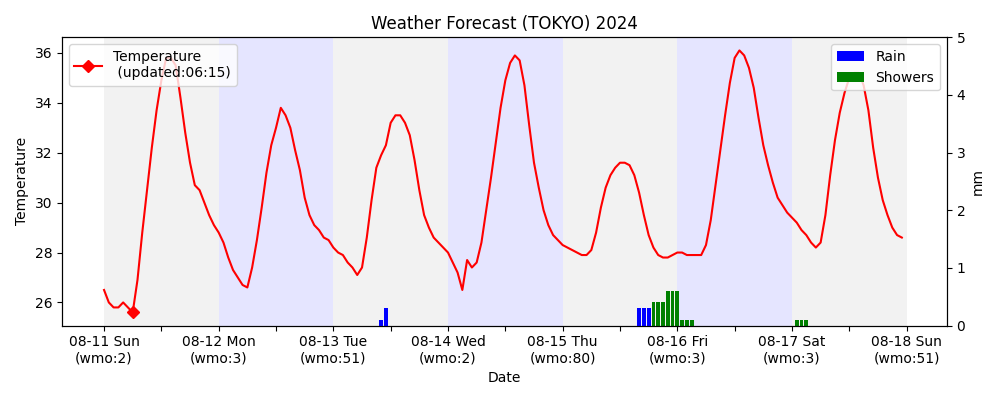 Weather Forecast (TOKYO) 2024
Temperature
(updated:06:15)
Rain
Showers
36
34
32
30
28
26
Temperature
5
4
3
2
1
0
mm
08-11 Sun
(wmo:2)
08-12 Mon
(wmo:3)
08-13 Tue
(wmo:51)
08-14 Wed
(wmo:2)
08-15 Thu
(wmo:80)
08-16 Fri
(wmo:3)
08-17 Sat
(wmo:3)
08-18 Sun
(wmo:51)
Date